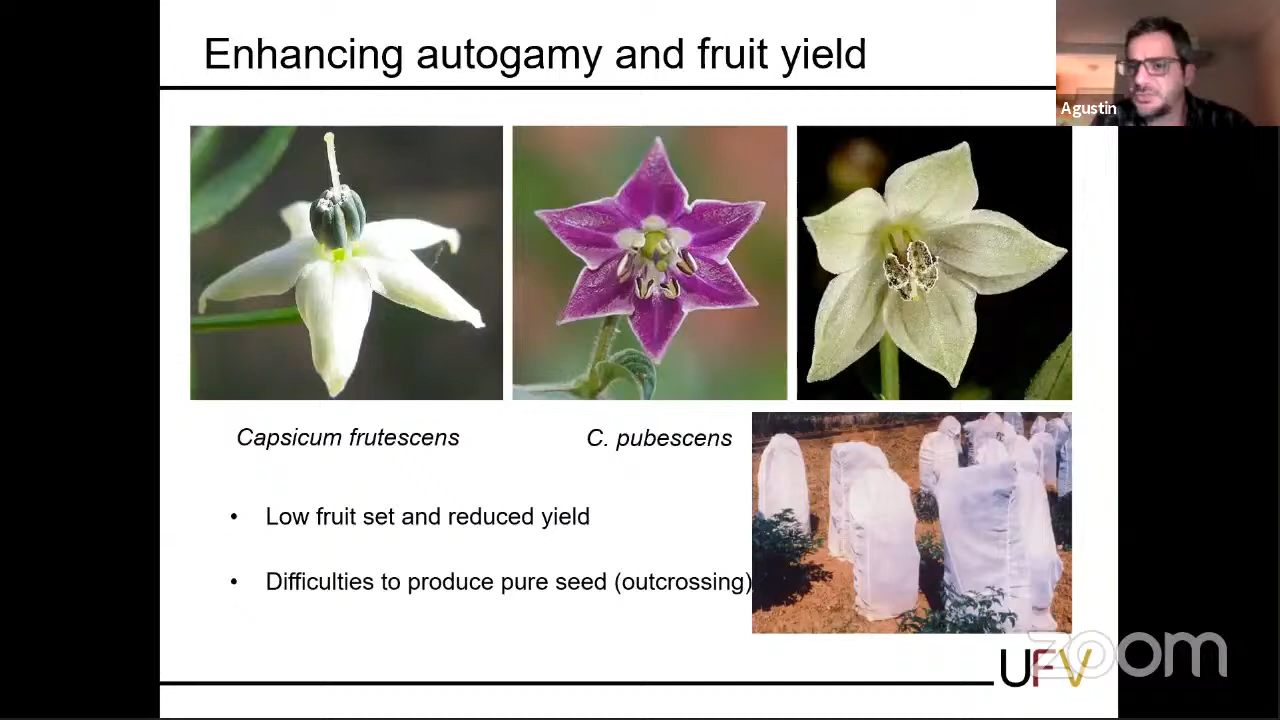 Enhancing autogamy and fruit yield
Agustin
Capsicum frutescens
C. pubescens
• Low fruit set and reduced yield
• Difficulties to produce pure seed (outcrossing)
UFV
zoom